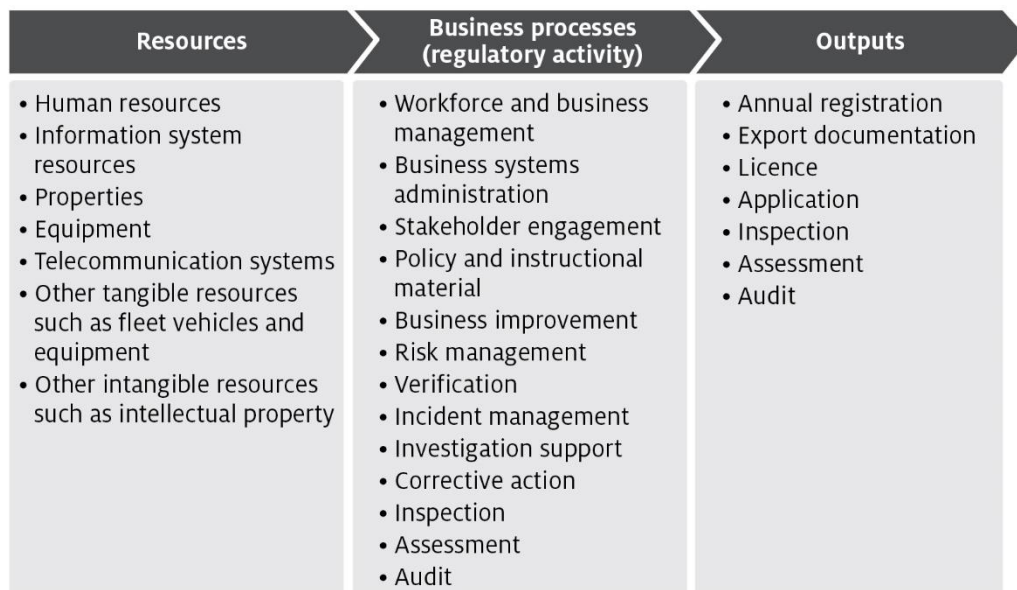 Resources
Business processes
(regulatory activity)
Outputs
• Human resources
• Information system
resources
• Properties
• Equipment
• Telecommunication systems
• Other tangible resources
such as fleet vehicles and
equipment
• Other intangible resources
such as intellectual property
• Workforce and business
management
• Business systems
administration
• Stakeholder engagement
• Policy and instructional
material
• Business improvement
• Risk management
• Verification
• Incident management
• Investigation support
• Corrective action
• Inspection
• Assessment
• Audit
• Annual registration
• Export documentation
• Licence
• Application
• Inspection
• Assessment
• Audit